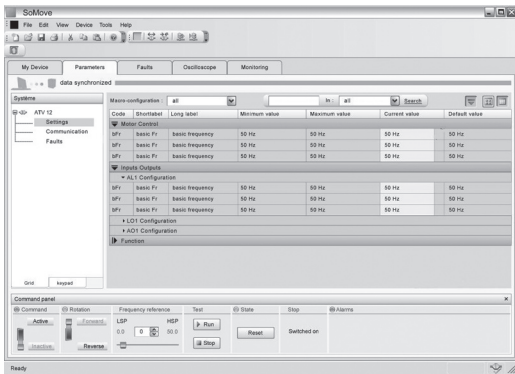 SoMove
File Edit View Device Tools Help
My Device Parameters Faults Oscilloscope Monitoring
data synchronized
Système
Macro-configuration : all In : all Search
ATV 12
Settings
Communication
Faults
Code Shortlabel Long label Minimum value Maximum value Current value Default value
Motor Control
bFr basic Fr basic frequency 50 Hz 50 Hz 50 Hz 50 Hz
bFr basic Fr basic frequency 50 Hz 50 Hz 50 Hz 50 Hz
bFr basic Fr basic frequency 50 Hz 50 Hz 50 Hz 50 Hz
Inputs Outputs
AL1 Configuration
bFr basic Fr basic frequency 50 Hz 50 Hz 50 Hz 50 Hz
bFr basic Fr basic frequency 50 Hz 50 Hz 50 Hz 50 Hz
bFr basic Fr basic frequency 50 Hz 50 Hz 50 Hz 50 Hz
LO1 Configuration
AO1 Configuration
Function
Grid keypad
Command panel
Command Rotation Frequency reference Test State Stop Alarms
Active Forward LSP HSP Run
0.0 0 50.0 Reset Switched on
Inactive Reverse Stop
Ready